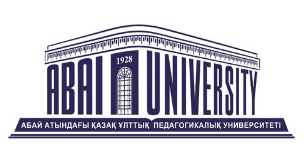 1928
ABAI UNIVERSITY
АБАЙ АТЫНДАҒЫ ҚАЗАҚ ҰЛТТЫҚ ПЕДАГОГИКАЛЫҚ УНИВЕРСИТЕТІ